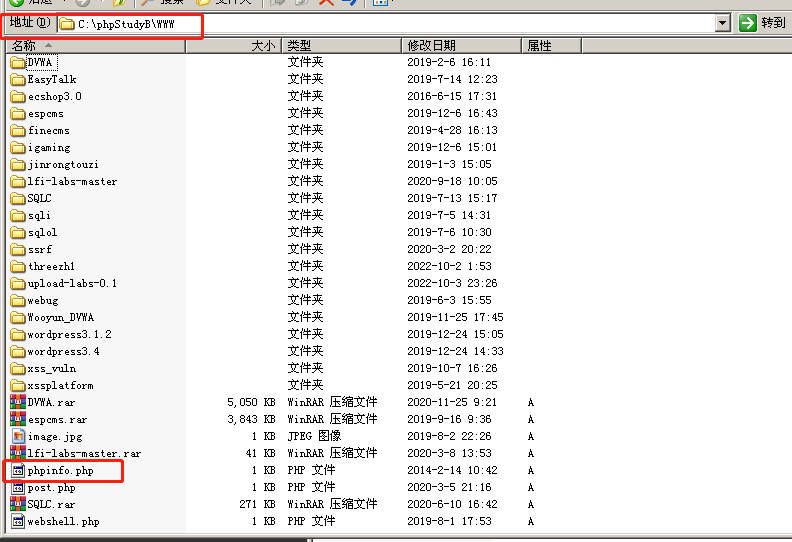 地址(D) C:\phpStudyB\WWW 转到
名称 大小 类型 修改日期 属性
DVWA 文件夹 2019-2-6 16:11
EasyTalk 文件夹 2019-7-14 12:23
ecshop3.0 文件夹 2016-6-15 17:31
espcms 文件夹 2019-12-6 16:43
finecms 文件夹 2019-4-28 16:13
igaming 文件夹 2019-12-6 15:01
jinrongtouzi 文件夹 2019-1-3 15:05
lfi-labs-master 文件夹 2020-9-18 10:05
SQLC 文件夹 2019-7-13 15:17
sqli 文件夹 2019-7-5 14:31
sqlol 文件夹 2019-7-6 10:30
ssrf 文件夹 2020-3-2 20:22
threezh1 文件夹 2022-10-2 1:53
upload-labs-0.1 文件夹 2022-10-3 23:26
webug 文件夹 2019-6-3 15:55
Wooyun_DVWA 文件夹 2019-11-25 17:45
wordpress3.1.2 文件夹 2019-12-24 15:05
wordpress3.4 文件夹 2019-12-24 14:33
xss_vuln 文件夹 2019-10-7 16:26
xssplatform 文件夹 2019-5-21 20:25
DVWA.rar 5,050 KB WinRAR 压缩文件 2020-11-25 9:21 A
espcms.rar 3,843 KB WinRAR 压缩文件 2019-9-16 9:36 A
image.jpg 1 KB JPEG 图像 2019-8-2 22:26 A
lfi-labs-master.rar 41 KB WinRAR 压缩文件 2020-3-8 13:53 A
phpinfo.php 1 KB PHP 文件 2014-2-14 10:42 A
post.php 1 KB PHP 文件 2020-3-5 21:16 A
SQLC.rar 271 KB WinRAR 压缩文件 2020-6-10 16:42 A
webshell.php 1 KB PHP 文件 2019-8-1 17:53 A